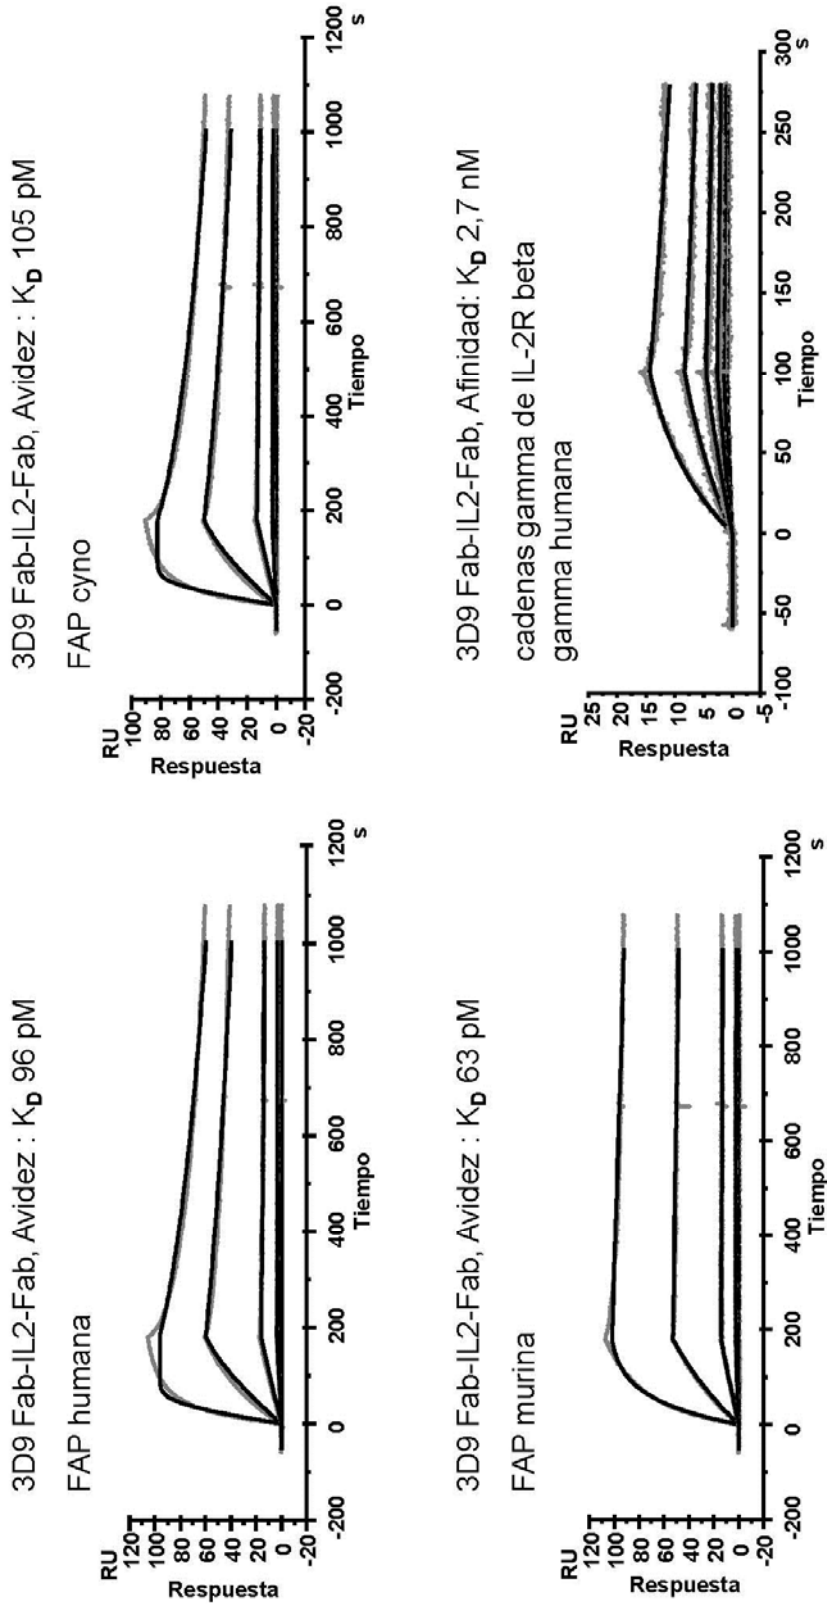 3D9 Fab-IL2-Fab, Avidez : KD 96 pM
FAP humana
RU
120
100
80
60
40
20
0
-20
Respuesta
-200
0
200
400
600
800
1000
1200
Tiempo
s
3D9 Fab-IL2-Fab, Avidez : KD 105 pM
FAP cyno
RU
100
80
60
40
20
0
-20
Respuesta
-200
0
200
400
600
800
1000
1200
Tiempo
s
3D9 Fab-IL2-Fab, Avidez : KD 63 pM
FAP murina
RU
120
100
80
60
40
20
0
-20
Respuesta
-200
0
200
400
600
800
1000
1200
Tiempo
s
3D9 Fab-IL2-Fab, Afinidad: KD 2,7 nM
cadenas gamma de IL-2R beta
gamma humana
RU
25
20
15
10
5
0
-5
Respuesta
-100
-50
0
50
100
150
200
250
300
Tiempo
s